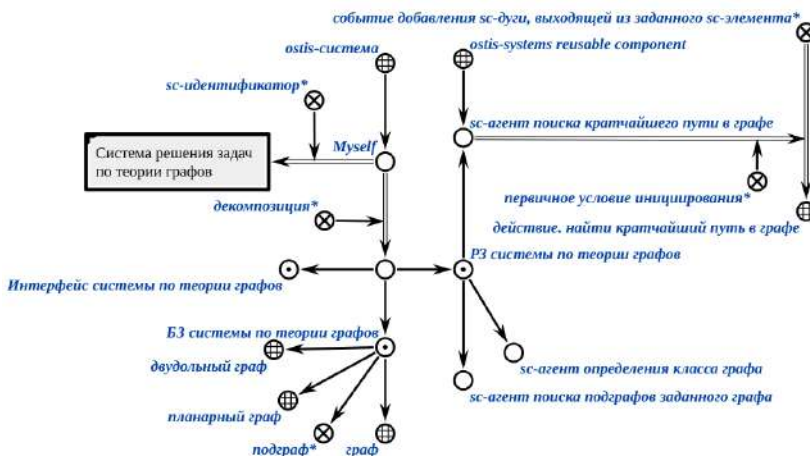 событие добавления sc-дуги, выходящей из заданного sc-элемента*
ostis-система
ostis-systems reusable component
sc-идентификатор*
sc-агент поиска кратчайшего пути в графе
Система решения задач
по теории графов
Myself
первичное условие инициирования*
декомпозиция*
действие. найти кратчайший путь в графе
РЗ системы по теории графов
Интерфейс системы по теории графов
БЗ системы по теории графов
двудольный граф
sc-агент определения класса графа
sc-агент поиска подграфов заданного графа
планарный граф
подграф*
граф